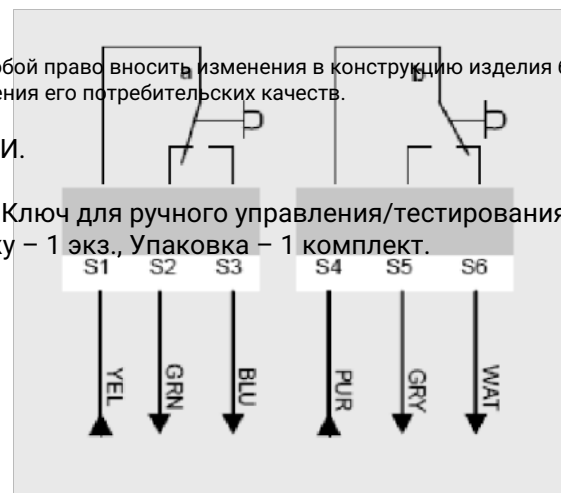 a
b
обой право вносить изменения в конструкцию изделия
ения его потребительских качеств.
И.
Ключ для ручного управления/тестирования
ку – 1 экз., Упаковка – 1 комплект.
S1 S2 S3 S4 S5 S6
YEL GRN BLU PUR GRY WAT